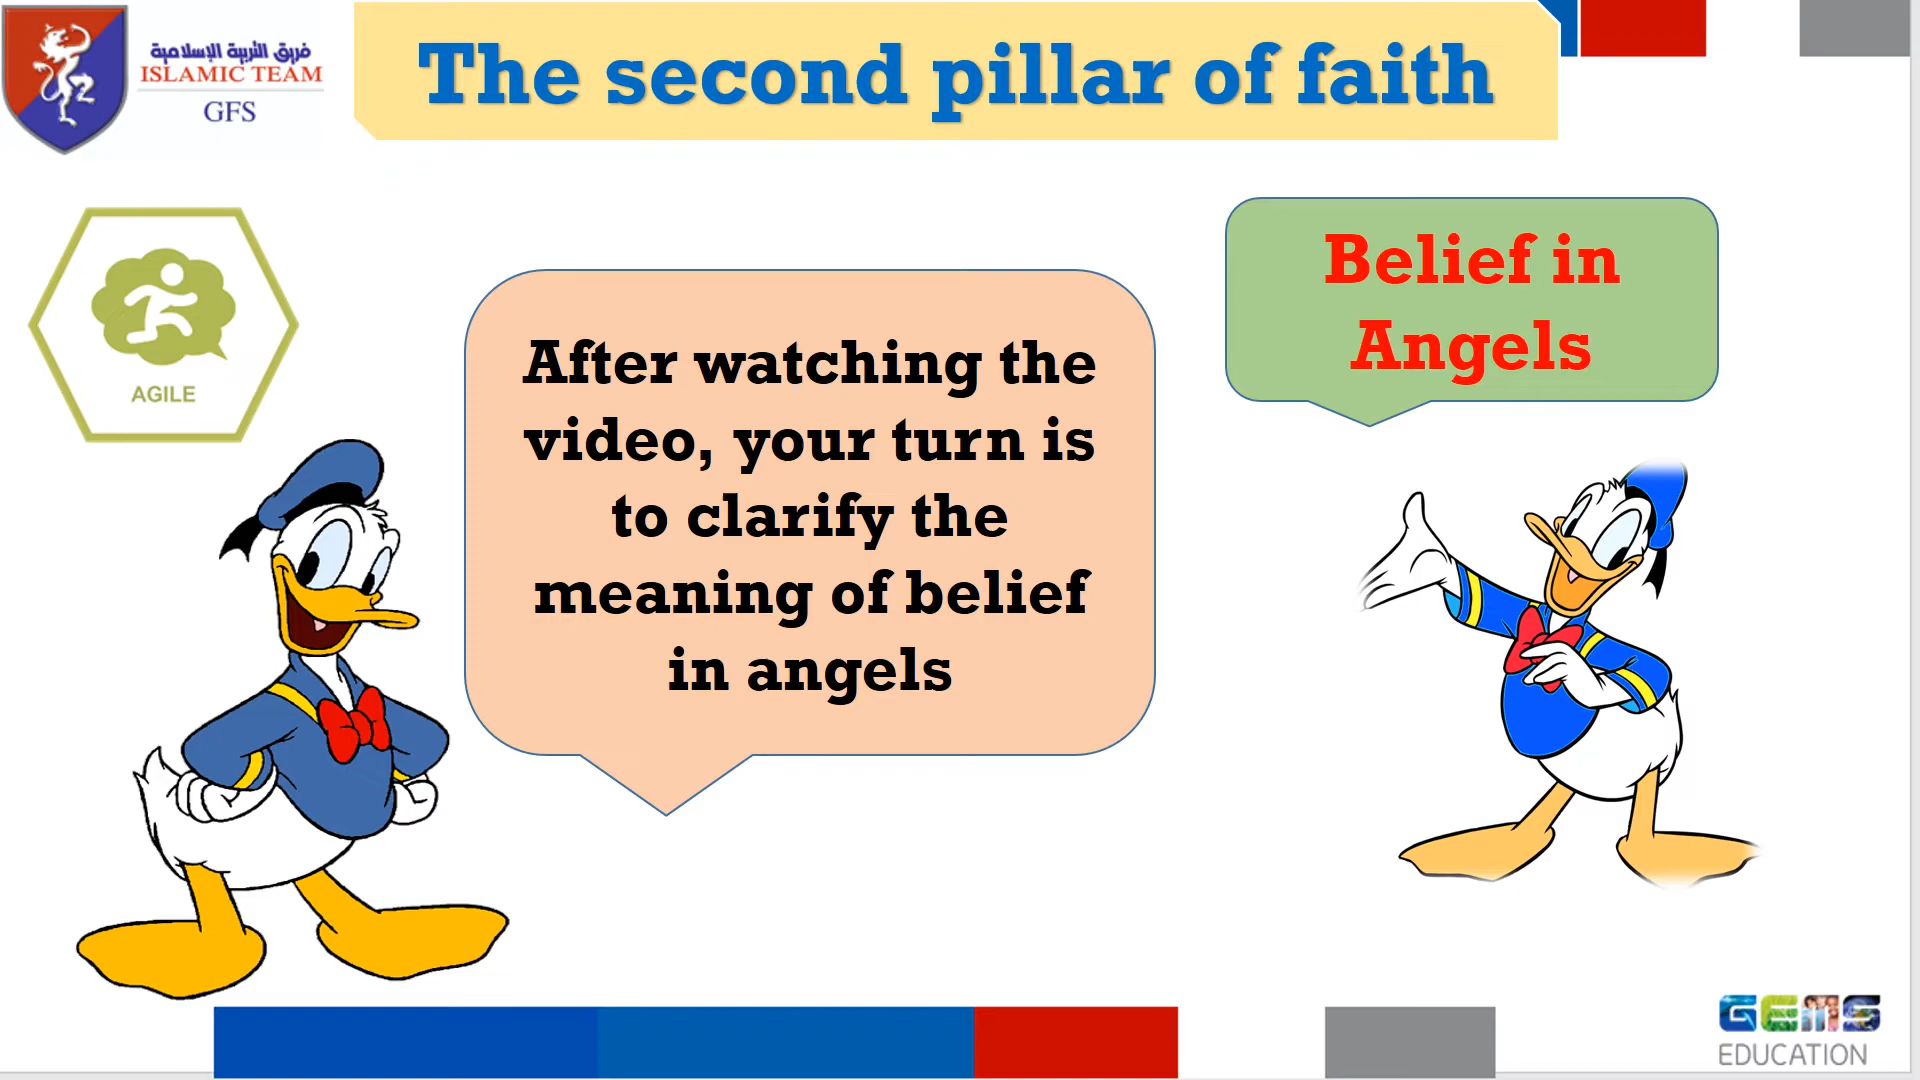 فريق التربية الإسلامية
ISLAMIC TEAM
GFS
The second pillar of faith
AGILE
After watching the
video, your turn is
to clarify the
meaning of belief
in angels
Belief in
Angels
GEMS
EDUCATION